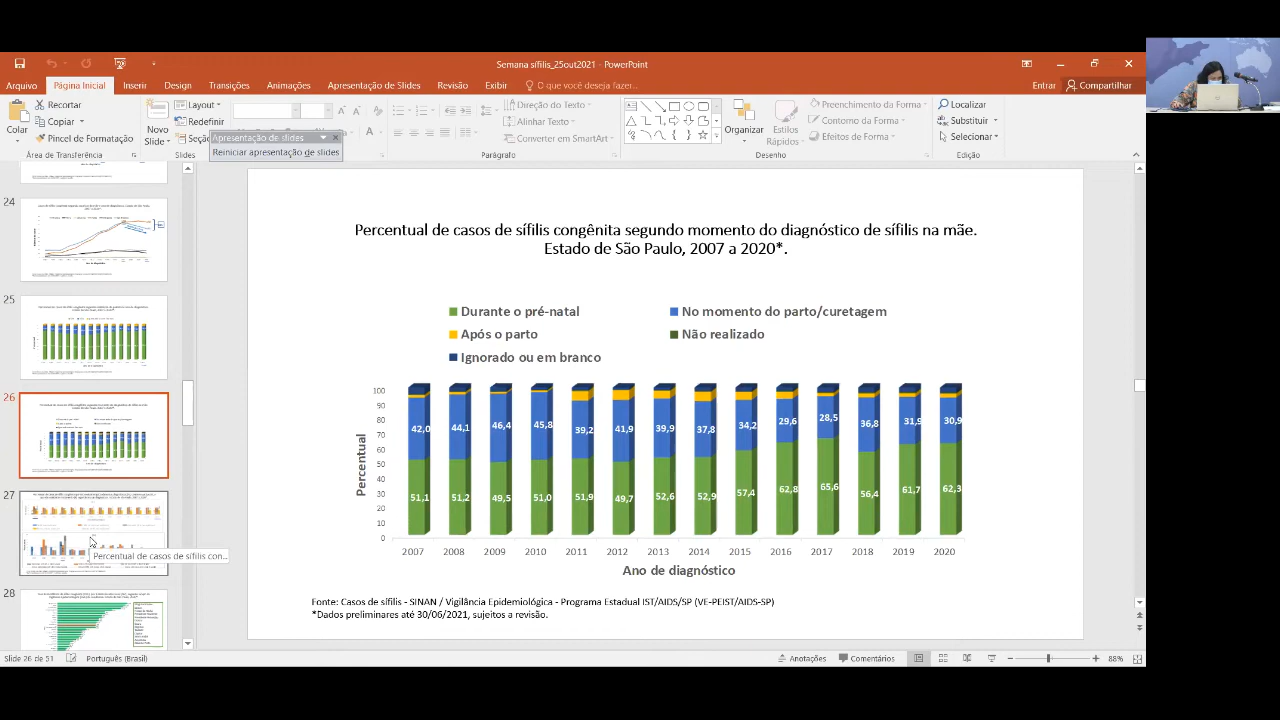 Semana sífilis_25out2021 - PowerPoint
Arquivo Página Inicial Inserir Design Transições Animações Apresentação de Slides Revisão Exibir O que você deseja fazer... Entrar Compartilhar
Colar
Recortar
Copiar
Pincel de Formatação
Área de Transferência
Novo
Slide
Layout
Redefinir
Seção
Slides
Apresentação de slides
Reiniciar apresentação de slides
Direção do Texto
Alinhar Texto
Converter em SmartArt
Parágrafo
Organizar
Estilos
Rápidos
Preenchimento da Forma
Contorno da Forma
Efeitos de Forma
Desenho
Localizar
Substituir
Selecionar
Edição
24
25
26
27
28
Percentual de casos de sífilis con...
Percentual de casos de sífilis congênita segundo momento do diagnóstico de sífilis na mãe.
Estado de São Paulo, 2007 a 2020*
Durante o pré-natal No momento do parto/curetagem
Após o parto Não realizado
Ignorado ou em branco
Percentual
100
90
80
70
60
50
40
30
20
10
0
42,0 44,1 46,4 45,8 39,2 41,9 39,9 37,8 34,2 29,6 28,5 36,8 31,9 30,9
51,1 51,2 49,5 51,0 51,9 49,7 52,6 52,9 57,4 62,8 65,6 56,4 61,7 62,3
2007 2008 2009 2010 2011 2012 2013 2014 2015 2016 2017 2018 2019 2020
Ano de diagnóstico
Fonte: Casos de sífilis - SINAN / Vigilância Epidemiológica - Programa Estadual IST/AIDS/SP (VE-PEIST/AIDS-SP)
*Dados preliminares até 30/06/2021, sujeitos a revisão.
Slide 26 de 51 Português (Brasil) Anotações Comentários 88%